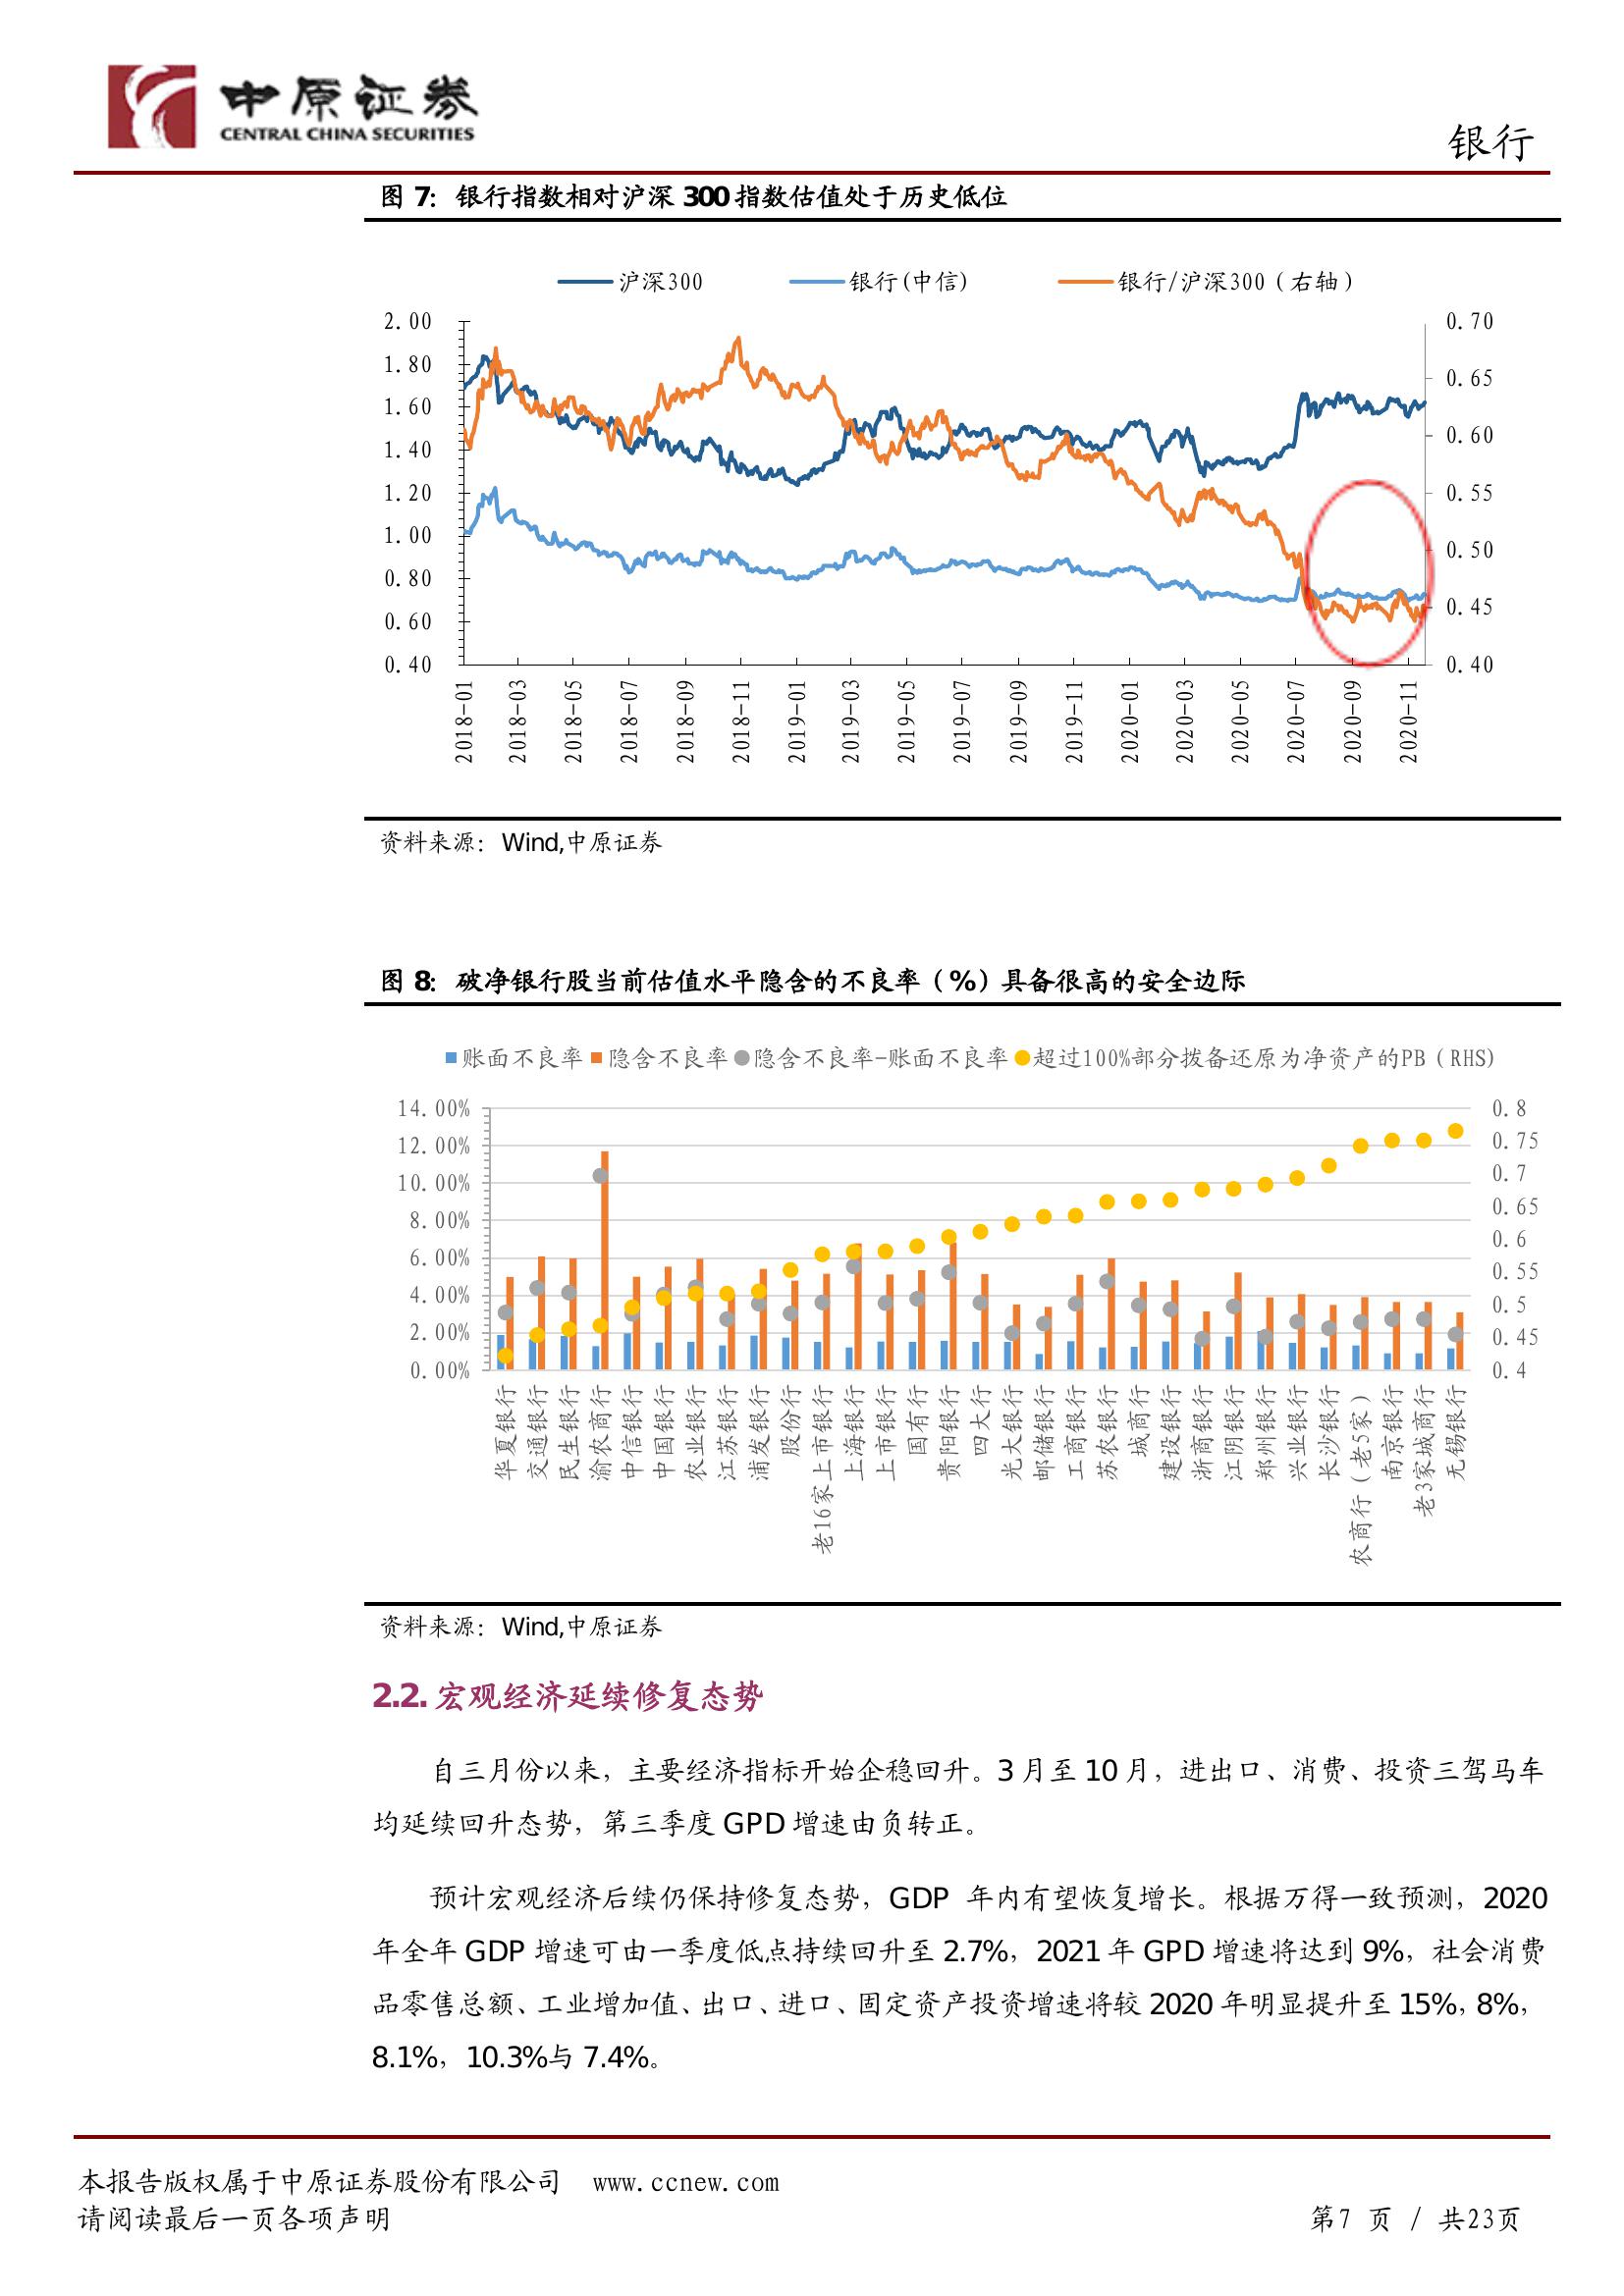 中原证券
CENTRAL CHINA SECURITIES
银行
图 7：银行指数相对沪深 300 指数估值处于历史低位
沪深300 银行(中信) 银行/沪深300（右轴）
2.00
1.80
1.60
1.40
1.20
1.00
0.80
0.60
0.40
0.70
0.65
0.60
0.55
0.50
0.45
0.40
2018-01
2018-03
2018-05
2018-07
2018-09
2018-11
2019-01
2019-03
2019-05
2019-07
2019-09
2019-11
2020-01
2020-03
2020-05
2020-07
2020-09
2020-11
资料来源：Wind,中原证券
图 8：破净银行股当前估值水平隐含的不良率（%）具备很高的安全边际
账面不良率 隐含不良率 隐含不良率-账面不良率 超过100%部分拨备还原为净资产的PB（RHS)
14.00%
12.00%
10.00%
8.00%
6.00%
4.00%
2.00%
0.00%
0.8
0.75
0.7
0.65
0.6
0.55
0.5
0.45
0.4
华夏银行
交通银行
民生银行
渝农商行
中信银行
中国银行
农业银行
江苏银行
浦发银行
股份行
老16家上市银行
上海银行
上市银行
国有行
贵阳银行
四大行
光大银行
邮储银行
工商银行
苏农银行
城商行
建设银行
浙商银行
江阴银行
郑州银行
兴业银行
长沙银行
农商行（老5家）
南京银行
老3家城商行
无锡银行
资料来源：Wind,中原证券
2.2. 宏观经济延续修复态势
自三月份以来，主要经济指标开始企稳回升。3 月至 10 月，进出口、消费、投资三驾马车
均延续回升态势，第三季度 GPD 增速由负转正。
预计宏观经济后续仍保持修复态势，GDP 年内有望恢复增长。根据万得一致预测，2020
年全年 GDP 增速可由一季度低点持续回升至 2.7%，2021 年 GPD 增速将达到 9%，社会消费
品零售总额、工业增加值、出口、进口、固定资产投资增速将较 2020 年明显提升至 15%，8%，
8.1%，10.3%与 7.4%。
本报告版权属于中原证券股份有限公司 www.ccnew.com
请阅读最后一页各项声明
第7 页 / 共23页